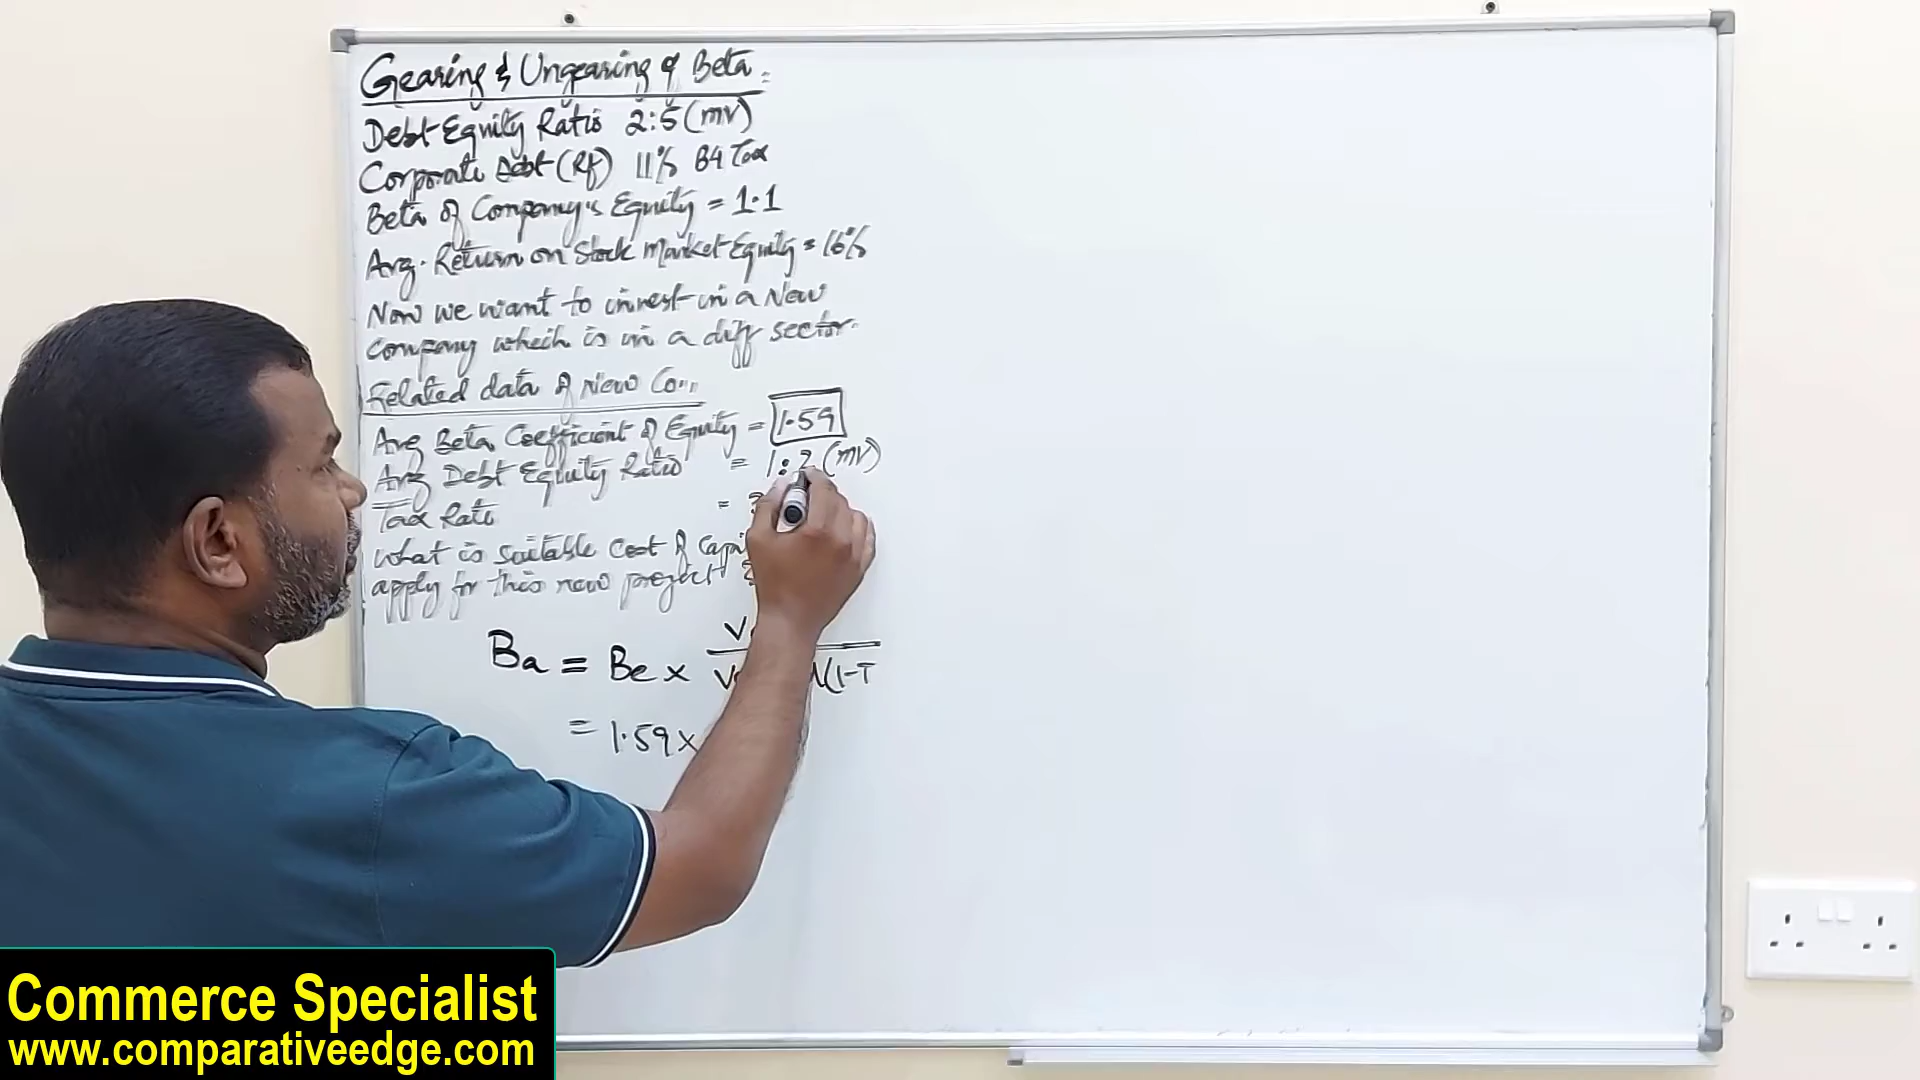 Gearing & Ungearing of Beta
Debt Equity Ratio 2:5 (mv)
Corporate Debt (Rf) 11% B4 Tax
Beta of Company's Equity = 1.1
Avg. Return on Stock Market Equity = 16%
Now we want to invest in a New
Company which is in a diff sector.
Related data of New Co..
Avg Beta Coefficient of Equity = 1.59
Avg Debt Equity Ratio = 1:2 (mv)
Tax Rate =
What is suitable Cost of
apply for this new project
Ba = Be x (1-T
= 1.59 x
Commerce Specialist
www.comparativeedge.com